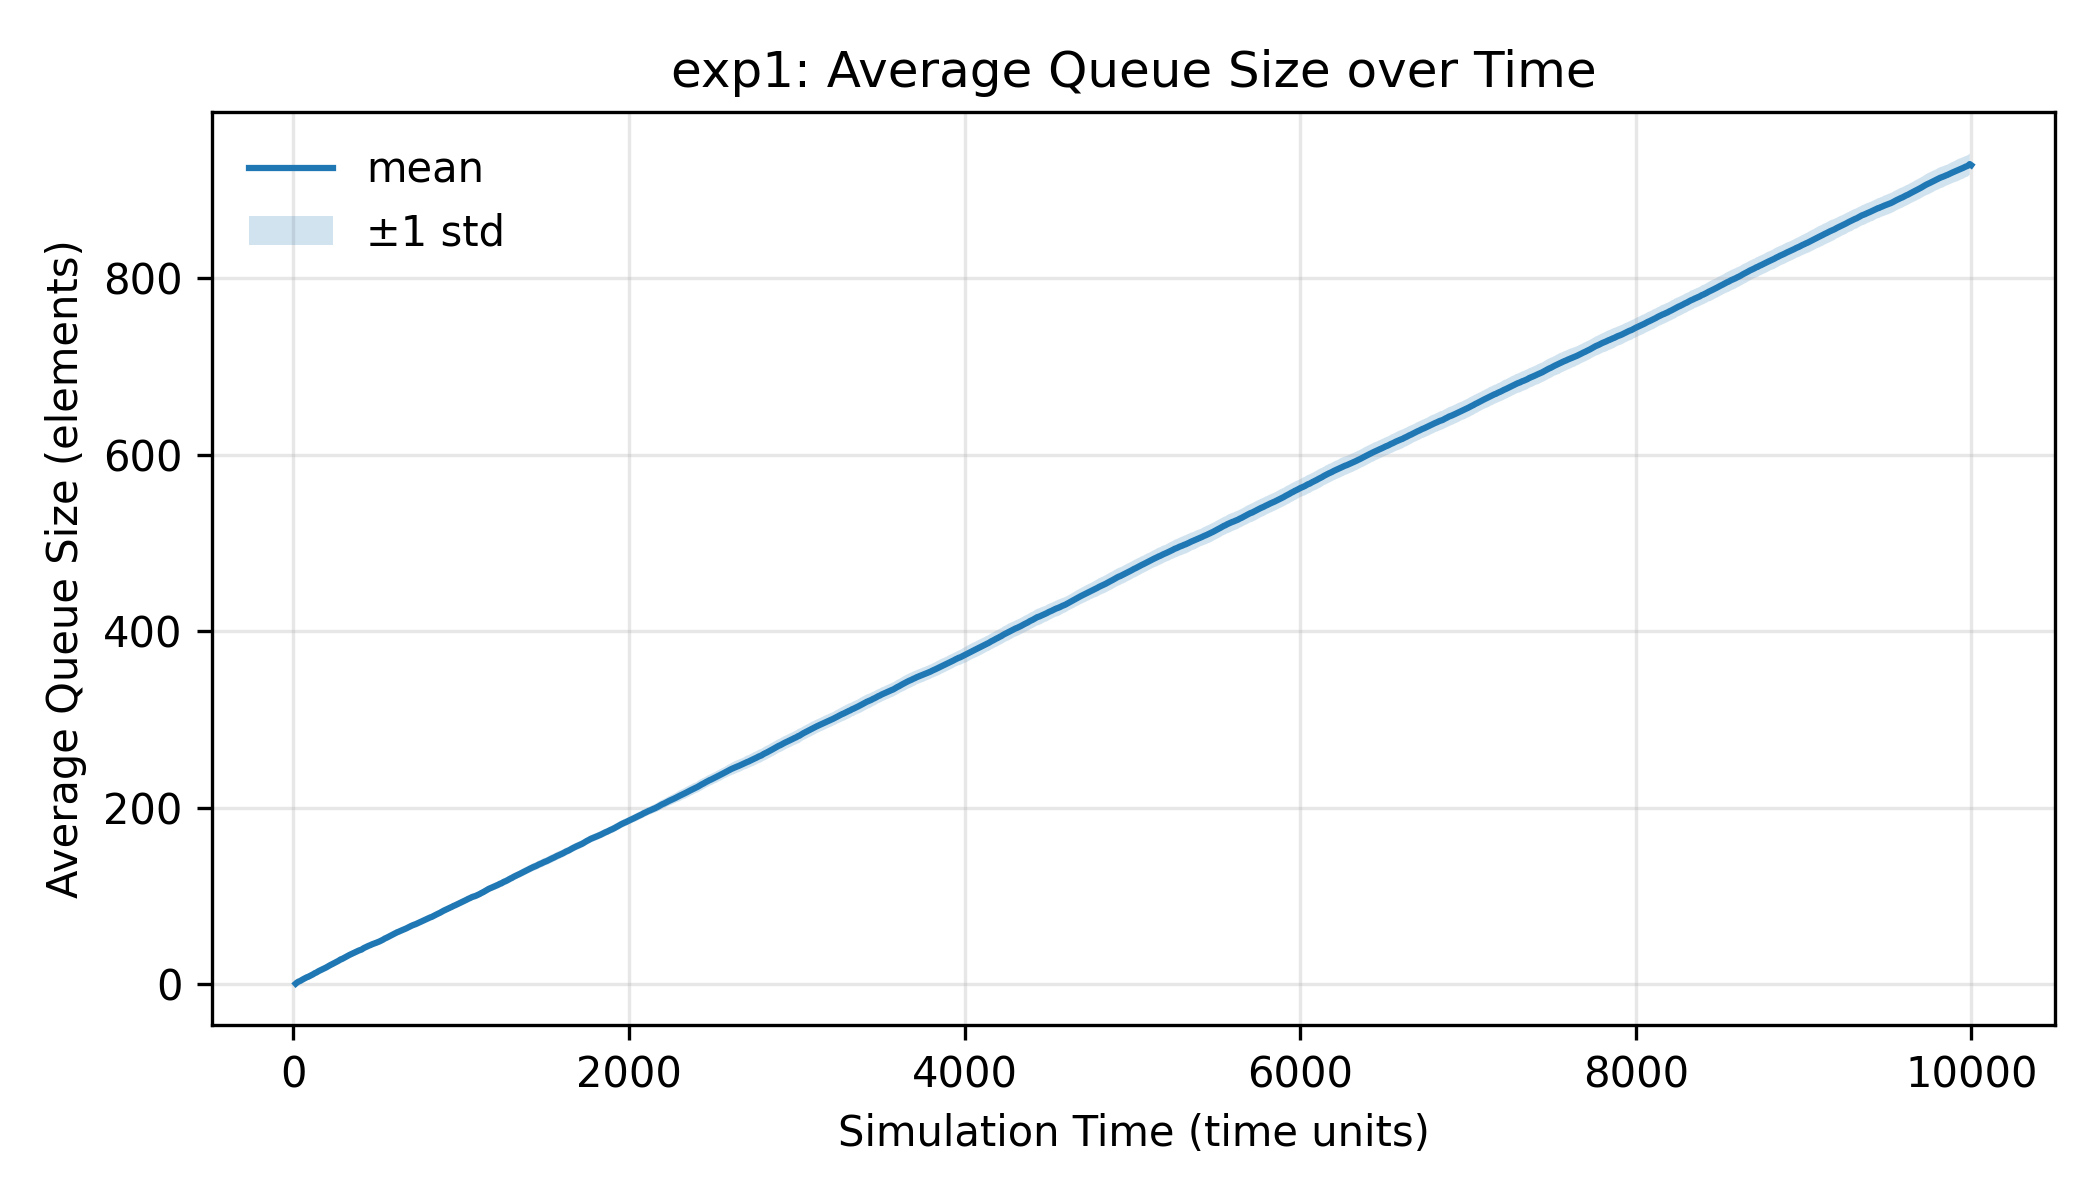 exp1: Average Queue Size over Time
mean
±1 std
Average Queue Size (elements)
800
600
400
200
0
0 2000 4000 6000 8000 10000
Simulation Time (time units)